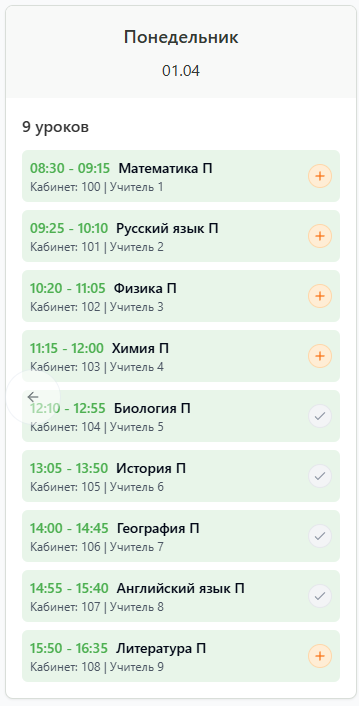 Понедельник
01.04
9 уроков
08:30 - 09:15 Математика П
Кабинет: 100 | Учитель 1
09:25 - 10:10 Русский язык П
Кабинет: 101 | Учитель 2
10:20 - 11:05 Физика П
Кабинет: 102 | Учитель 3
11:15 - 12:00 Химия П
Кабинет: 103 | Учитель 4
12:10 - 12:55 Биология П
Кабинет: 104 | Учитель 5
13:05 - 13:50 История П
Кабинет: 105 | Учитель 6
14:00 - 14:45 География П
Кабинет: 106 | Учитель 7
14:55 - 15:40 Английский язык П
Кабинет: 107 | Учитель 8
15:50 - 16:35 Литература П
Кабинет: 108 | Учитель 9